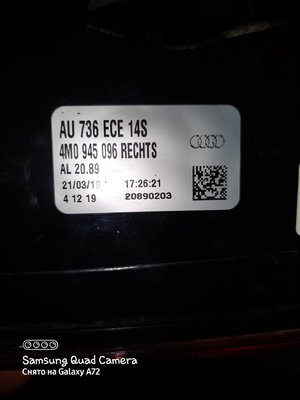 AU 736 ECE 14S
4M0 945 096 RECHTS
AL 20.89
21/03/19 17:26:21
4 12 19 20890203
Samsung Quad Camera
Снято на Galaxy A72